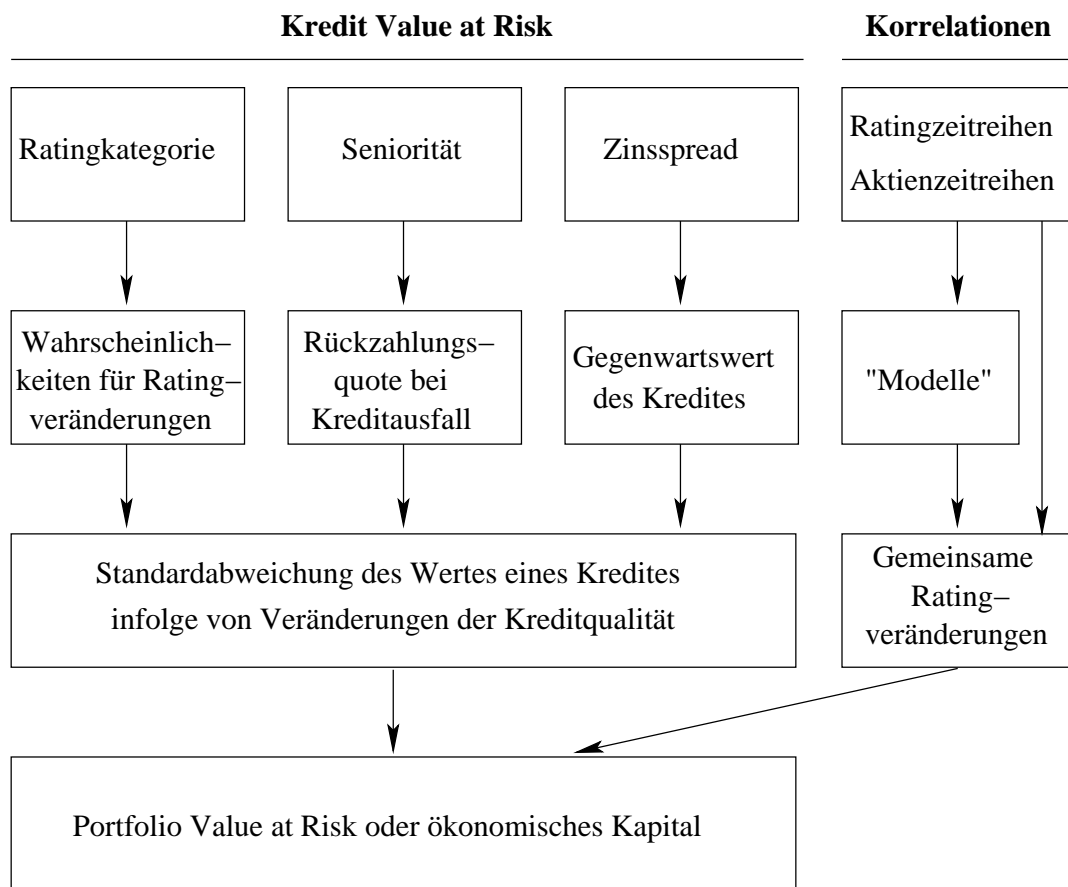 Kredit Value at Risk
Korrelationen
Ratingkategorie
Seniorität
Zinsspread
Ratingzeitreihen
Aktienzeitreihen
Wahrscheinlich–
keiten für Rating–
veränderungen
Rückzahlungs–
quote bei
Kreditausfall
Gegenwartswert
des Kredites
"Modelle"
Standardabweichung des Wertes eines Kredites
infolge von Veränderungen der Kreditqualität
Gemeinsame
Rating–
veränderungen
Portfolio Value at Risk oder ökonomisches Kapital